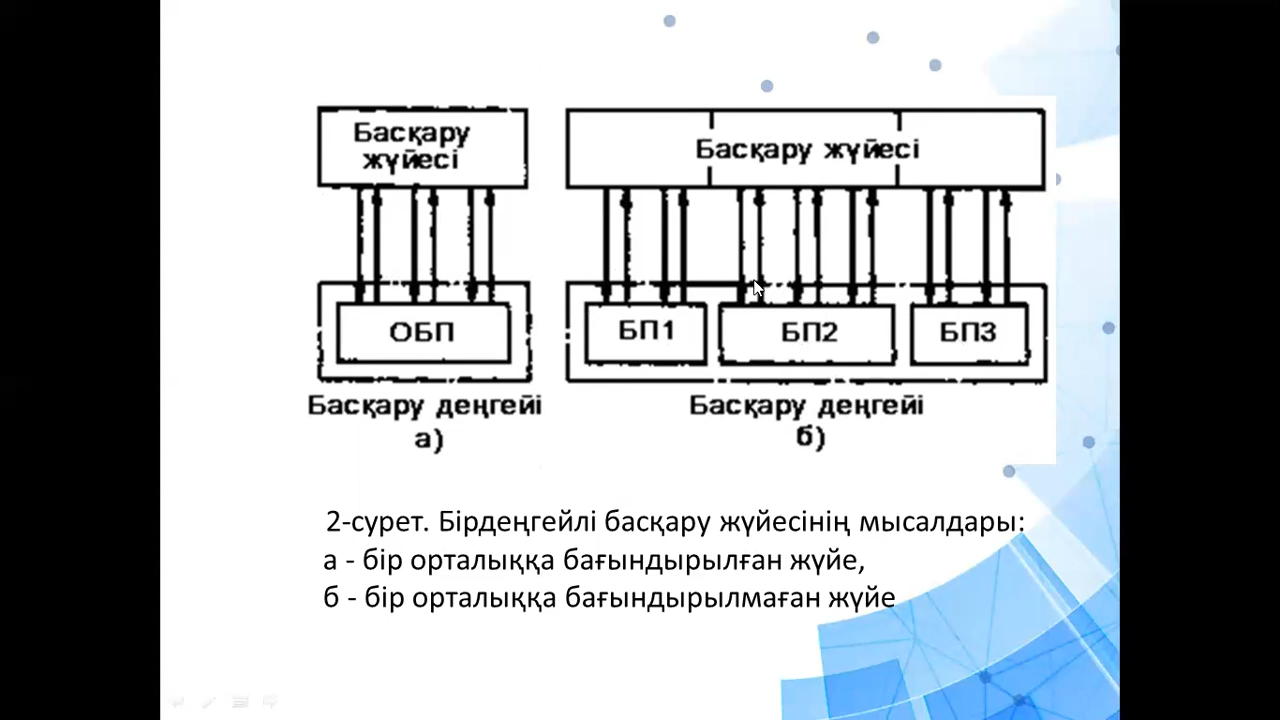 Басқару
жүйесі
Басқару жүйесі
ОБП
БП1
БП2
БП3
Басқару деңгейі
а)
Басқару деңгейі
б)
2-сурет. Бірдеңгейлі басқару жүйесінің мысалдары:
а - бір орталыққа бағындырылған жүйе,
б - бір орталыққа бағындырылмаған жүйе